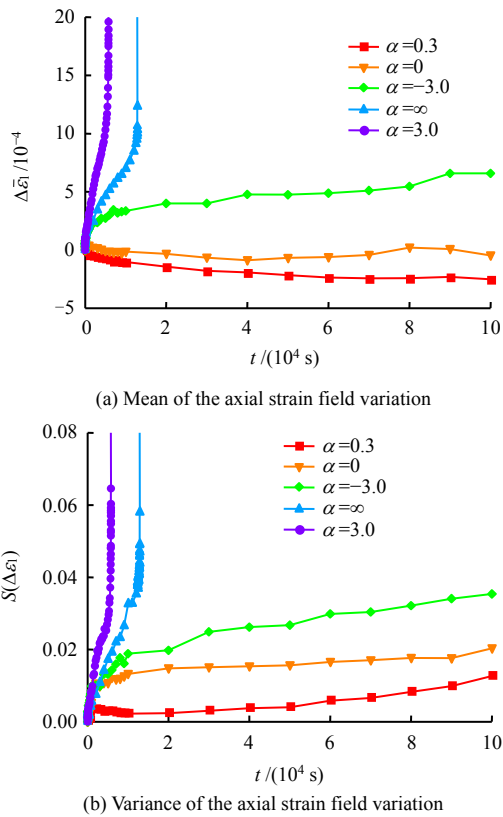 20
15
10
5
0
−5
Δε̄₁/10⁻⁴
α=0.3
α=0
α=−3.0
α=∞
α=3.0
0 2 4 6 8 10
t /(10⁴ s)
(a) Mean of the axial strain field variation
0.08
0.06
0.04
0.02
0.00
S(Δε₁)
α=0.3
α=0
α=−3.0
α=∞
α=3.0
0 2 4 6 8 10
t /(10⁴ s)
(b) Variance of the axial strain field variation